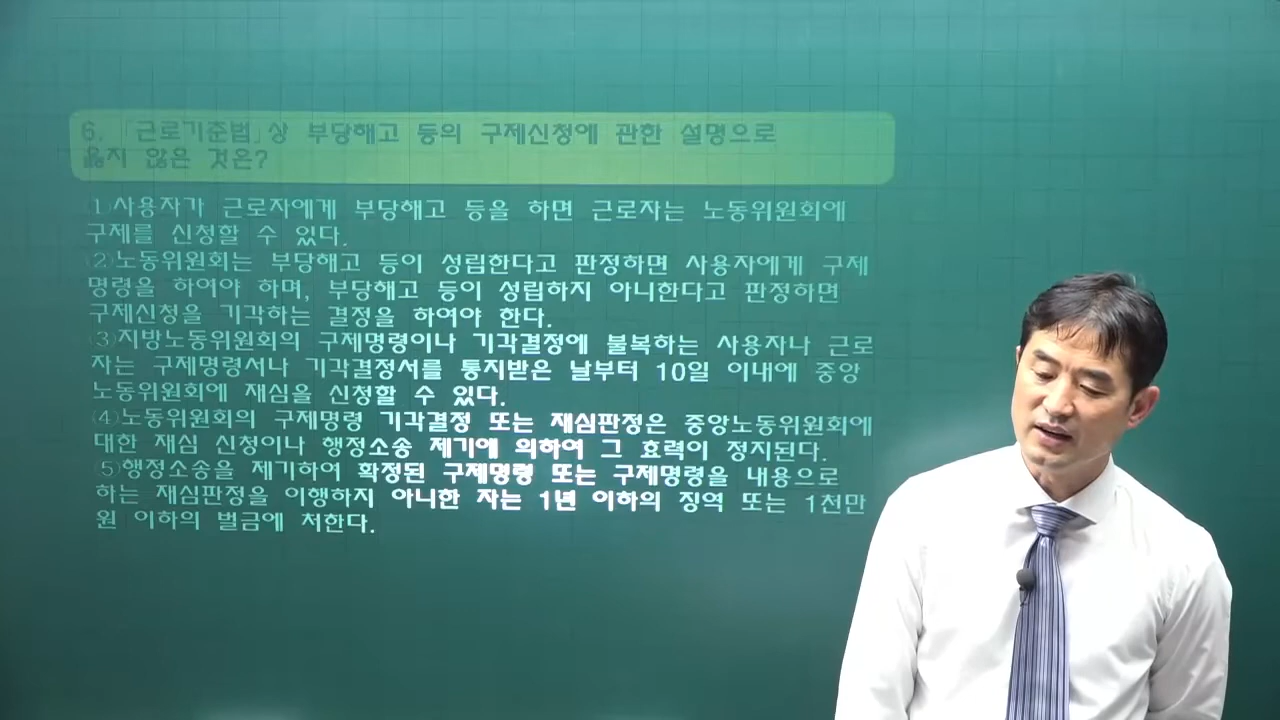 6. 「근로기준법」상 부당해고 등의 구제신청에 관한 설명으로
옳지 않은 것은?
(1)사용자가 근로자에게 부당해고 등을 하면 근로자는 노동위원회에
구제를 신청할 수 있다.
(2)노동위원회는 부당해고 등이 성립한다고 판정하면 사용자에게 구제
명령을 하여야 하며, 부당해고 등이 성립하지 아니한다고 판정하면
구제신청을 기각하는 결정을 하여야 한다.
(3)지방노동위원회의 구제명령이나 기각결정에 불복하는 사용자나 근로
자는 구제명령서나 기각결정서를 통지받은 날부터 10일 이내에 중앙
노동위원회에 재심을 신청할 수 있다.
(4)노동위원회의 구제명령 기각결정 또는 재심판정은 중앙노동위원회에
대한 재심 신청이나 행정소송 제기에 의하여 그 효력이 정지된다.
(5)행정소송을 제기하여 확정된 구제명령 또는 구제명령을 내용으로
하는 재심판정을 이행하지 아니한 자는 1년 이하의 징역 또는 1천만
원 이하의 벌금에 처한다.